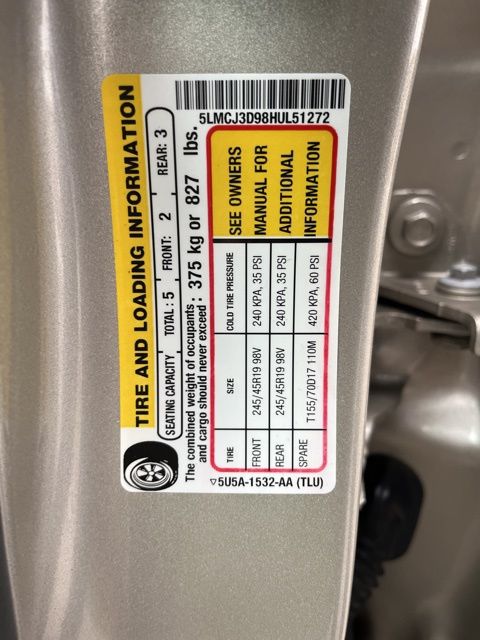 TIRE AND LOADING INFORMATION
SEATING CAPACITY TOTAL : 5 FRONT: 2 REAR: 3
The combined weight of occupants and cargo should never exceed : 375 kg or 827 lbs.
5LMCJ3D98HUL51272
TIRE SIZE COLD TIRE PRESSURE
FRONT 245/45R19 98V 240 KPA, 35 PSI
REAR 245/45R19 98V 240 KPA, 35 PSI
SPARE T155/70D17 110M 420 KPA, 60 PSI
SEE OWNERS
MANUAL FOR
ADDITIONAL
INFORMATION
▽5U5A-1532-AA (TLU)